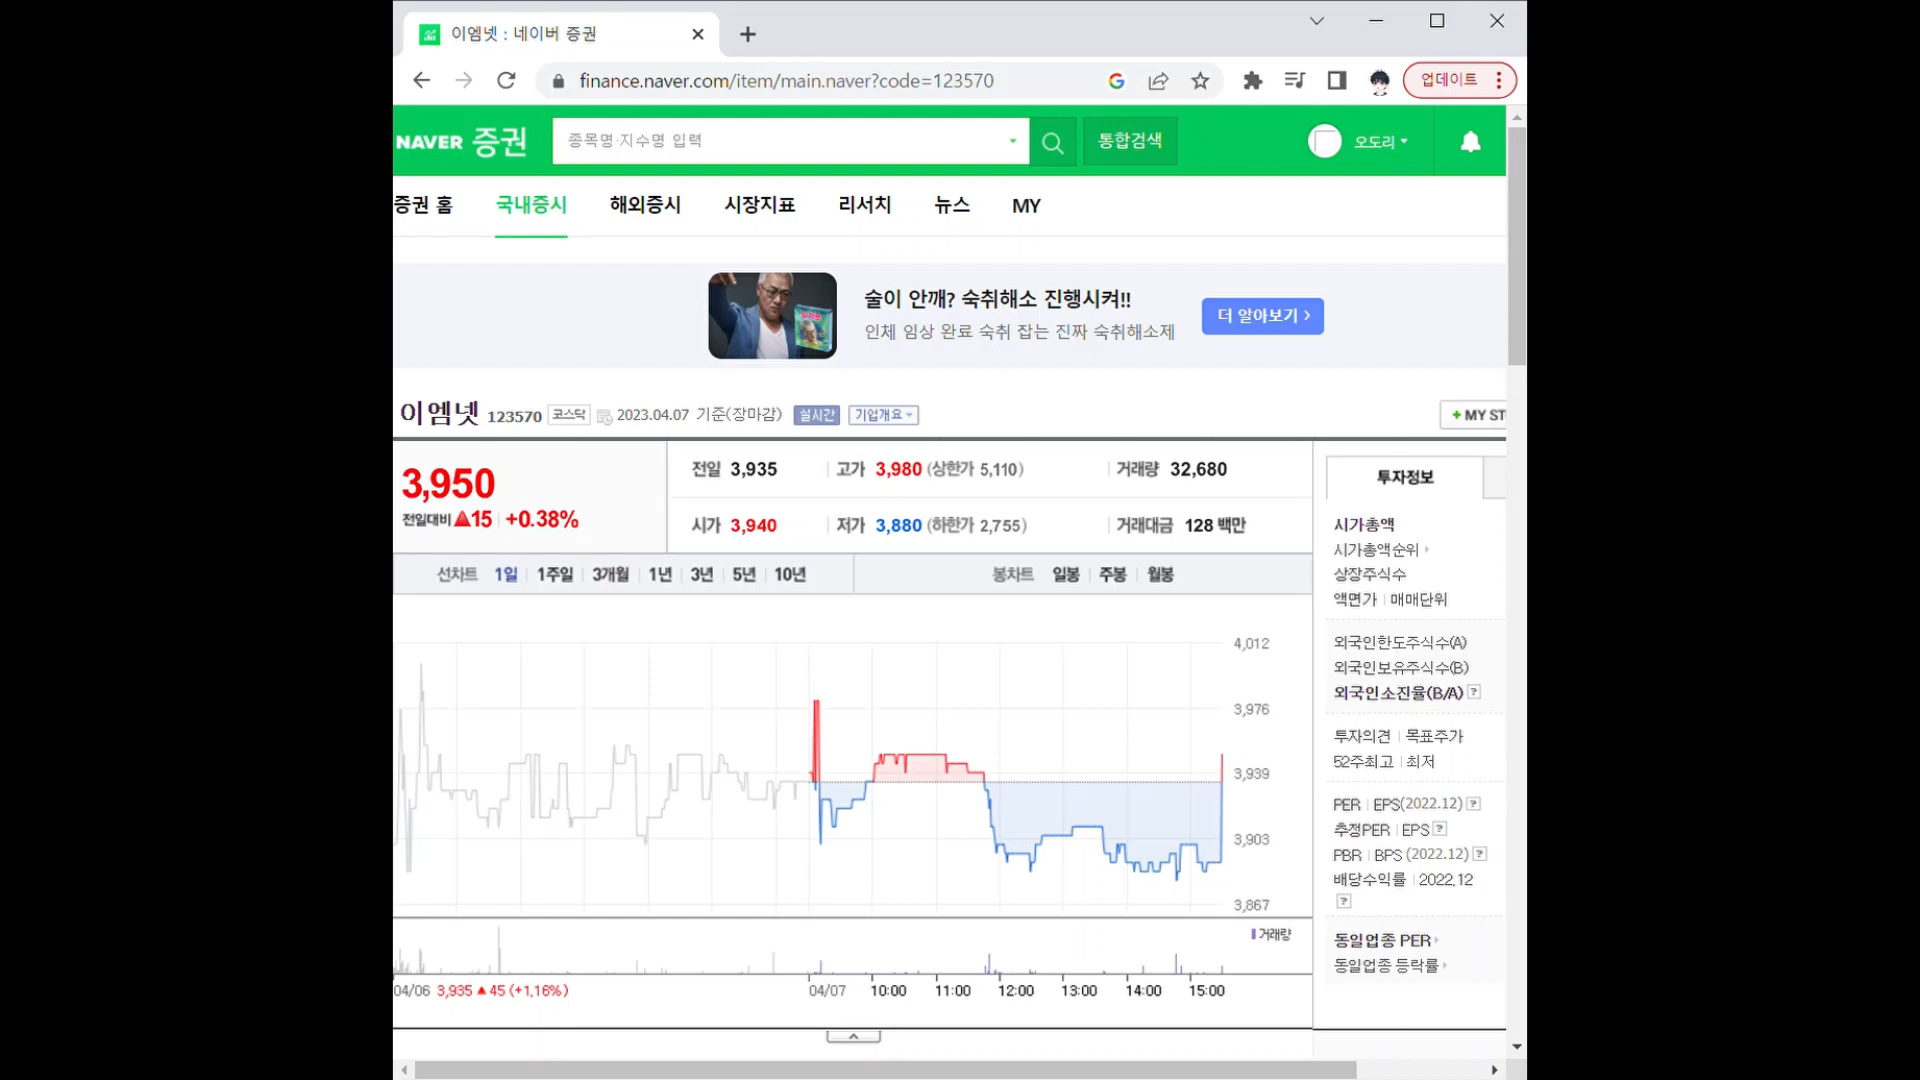 이엠넷 : 네이버 증권
finance.naver.com/item/main.naver?code=123570
업데이트
NAVER 증권
종목명·지수명 입력
통합검색
오도리
증권 홈 국내증시 해외증시 시장지표 리서치 뉴스 MY
술이 안깨? 숙취해소 진행시켜!!
인체 임상 완료 숙취 잡는 진짜 숙취해소제
더 알아보기
이엠넷 123570 코스닥 2023.04.07 기준(장마감) 실시간 기업개요
+ MY ST
3,950
전일대비 ▲15 +0.38%
전일 3,935 고가 3,980 (상한가 5,110) 거래량 32,680
시가 3,940 저가 3,880 (하한가 2,755) 거래대금 128 백만
선차트 1일 1주일 3개월 1년 3년 5년 10년 봉차트 일봉 주봉 월봉
4,012
3,976
3,939
3,903
3,867
거래량
04/06 3,935 ▲45 (+1,16%) 04/07 10:00 11:00 12:00 13:00 14:00 15:00
투자정보
시가총액
시가총액순위
상장주식수
액면가 | 매매단위
외국인한도주식수(A)
외국인보유주식수(B)
외국인소진율(B/A) ?
투자의견 | 목표주가
52주최고 | 최저
PER | EPS(2022.12) ?
추정PER | EPS ?
PBR | BPS (2022.12) ?
배당수익률 | 2022.12
?
동일업종 PER
동일업종 등락률